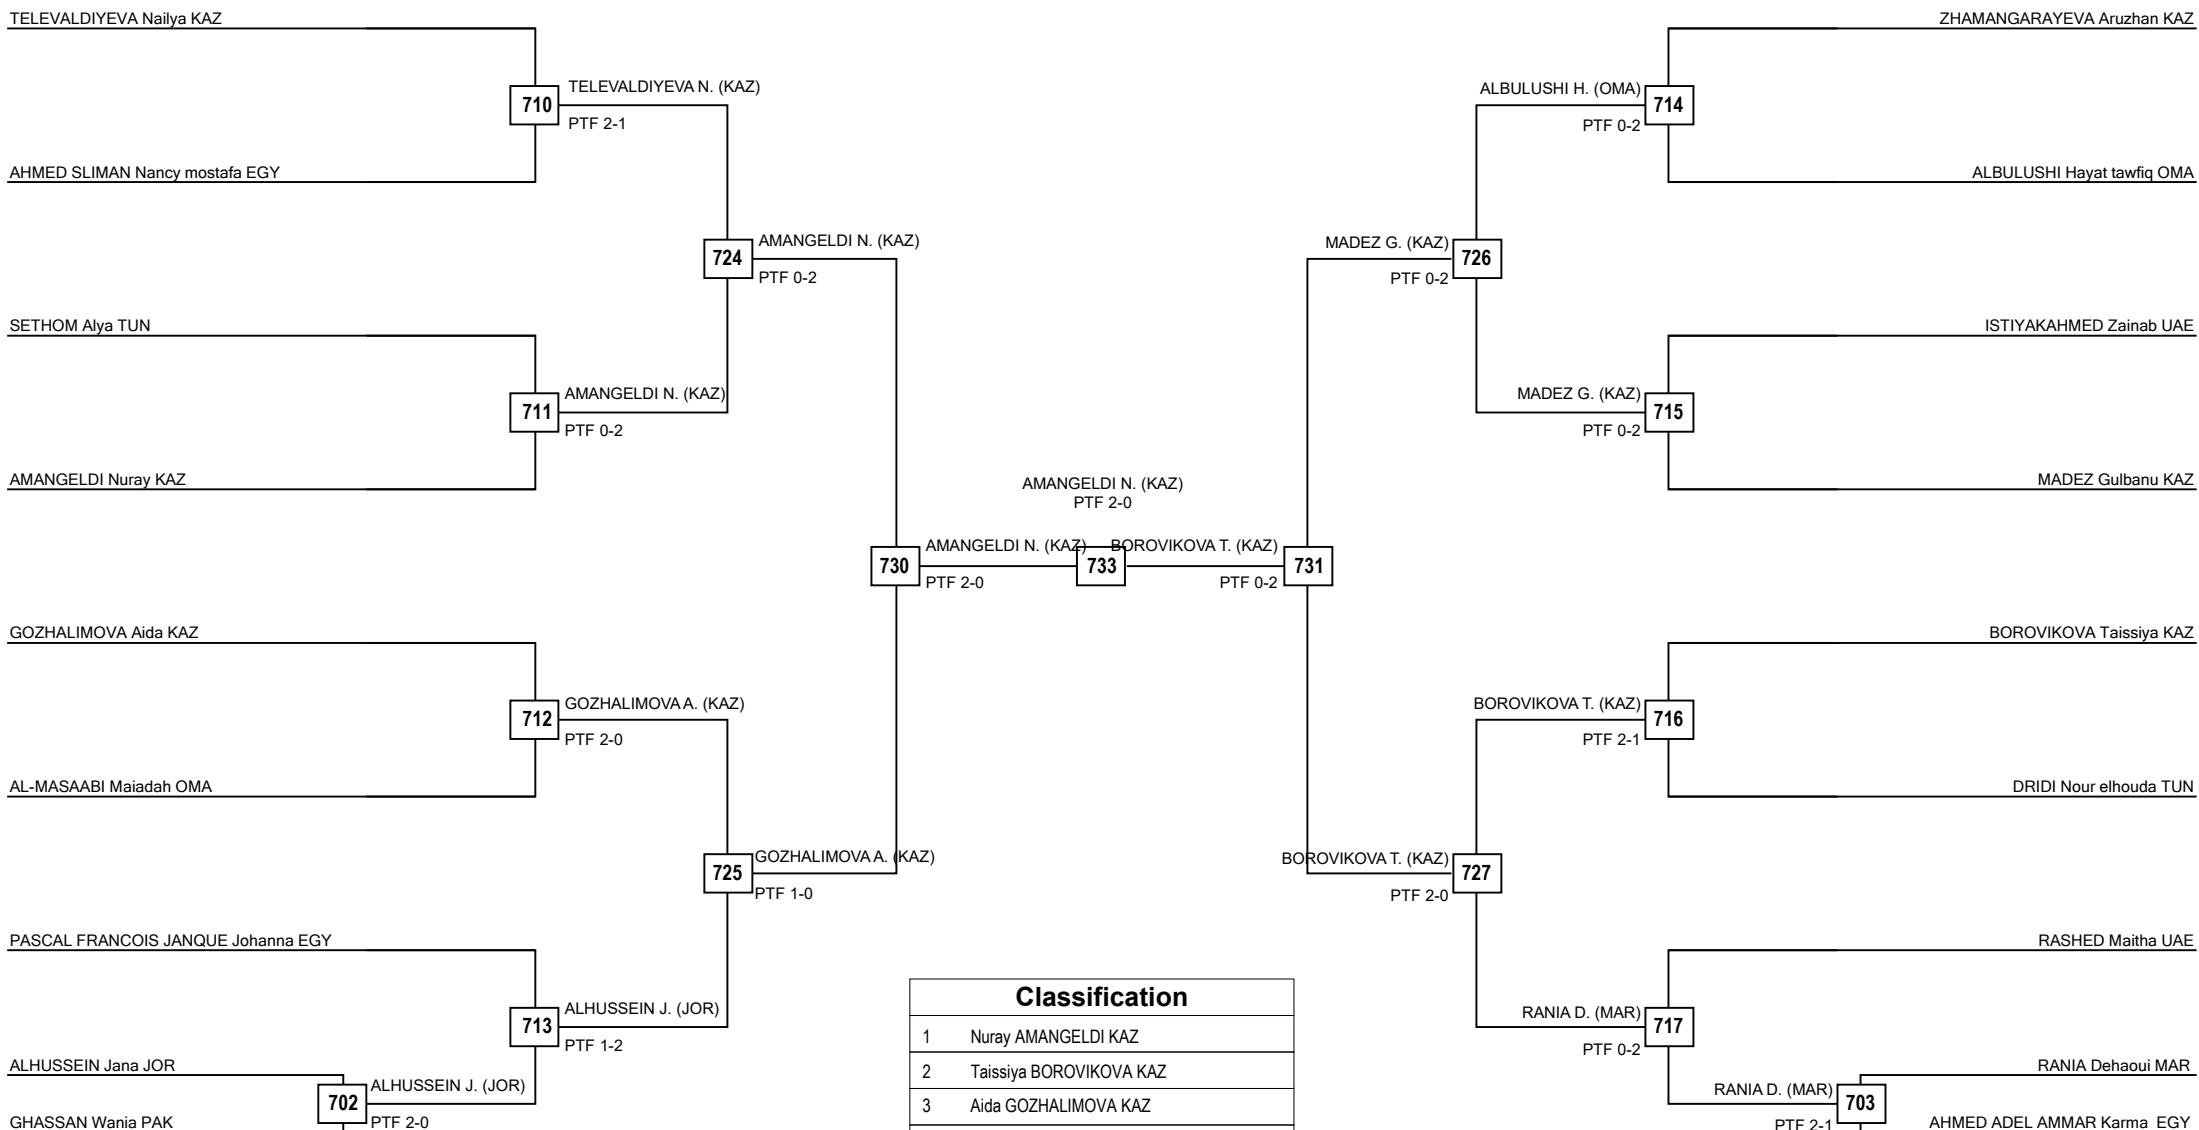 TELEVALDIYEVA Nailya KAZ
ZHAMANGARAYEVA Aruzhan KAZ
TELEVALDIYEVA N. (KAZ)
710
PTF 2-1
ALBULUSHI H. (OMA)
714
PTF 0-2
AHMED SLIMAN Nancy mostafa EGY
ALBULUSHI Hayat tawfiq OMA
724
AMANGELDI N. (KAZ)
PTF 0-2
MADEZ G. (KAZ)
726
PTF 0-2
SETHOM Alya TUN
ISTIYAKAHMED Zainab UAE
711
AMANGELDI N. (KAZ)
PTF 0-2
MADEZ G. (KAZ)
715
PTF 0-2
AMANGELDI Nuray KAZ
AMANGELDI N. (KAZ)
PTF 2-0
MADEZ Gulbanu KAZ
730
AMANGELDI N. (KAZ)
PTF 2-0
733
BOROVIKOVA T. (KAZ)
731
PTF 0-2
GOZHALIMOVA Aida KAZ
BOROVIKOVA Taissiya KAZ
712
GOZHALIMOVA A. (KAZ)
PTF 2-0
BOROVIKOVA T. (KAZ)
716
PTF 2-1
AL-MASAABI Maiadah OMA
DRIDI Nour elhouda TUN
725
GOZHALIMOVA A. (KAZ)
PTF 1-0
BOROVIKOVA T. (KAZ)
727
PTF 2-0
PASCAL FRANCOIS JANQUE Johanna EGY
RASHED Maitha UAE
713
ALHUSSEIN J. (JOR)
PTF 1-2
RANIA D. (MAR)
717
PTF 0-2
ALHUSSEIN Jana JOR
RANIA Dehaoui MAR
702
ALHUSSEIN J. (JOR)
PTF 2-0
RANIA D. (MAR)
703
PTF 2-1
GHASSAN Wania PAK
AHMED ADEL AMMAR Karma EGY
Classification
1 Nuray AMANGELDI KAZ
2 Taissiya BOROVIKOVA KAZ
3 Aida GOZHALIMOVA KAZ